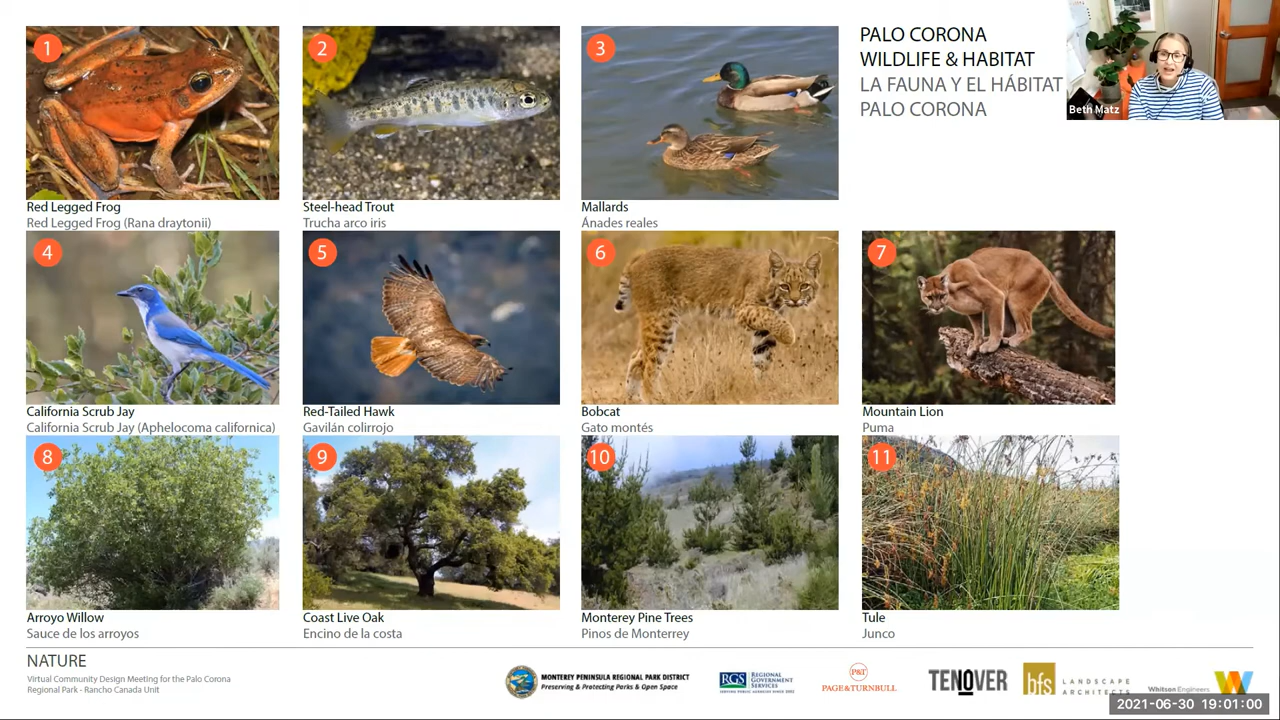 1
Red Legged Frog
Red Legged Frog (Rana draytonii)
2
Steel-head Trout
Trucha arco iris
3
Mallards
Ánades reales
PALO CORONA
WILDLIFE & HABITAT
LA FAUNA Y EL HÁBITAT
PALO CORONA
Beth Matz
4
California Scrub Jay
California Scrub Jay (Aphelocoma californica)
5
Red-Tailed Hawk
Gavilán colirrojo
6
Bobcat
Gato montés
7
Mountain Lion
Puma
8
Arroyo Willow
Sauce de los arroyos
9
Coast Live Oak
Encino de la costa
10
Monterey Pine Trees
Pinos de Monterrey
11
Tule
Junco
NATURE
Virtual Community Design Meeting for the Palo Corona
Regional Park - Rancho Canada Unit
MONTEREY PENINSULA REGIONAL PARK DISTRICT
Preserving & Protecting Parks & Open Space
RGS REGIONAL GOVERNMENT SERVICES
SERVING PUBLIC AGENCIES SINCE 2002
P&T
PAGE&TURNBULL
TENOVER
bfs LANDSCAPE ARCHITECTS
Whitson Engineers
2021-06-30 19:01:00